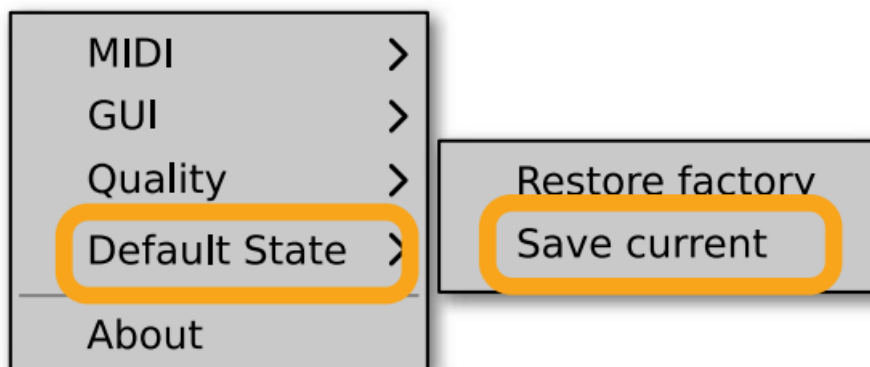 MIDI
GUI
Quality
Default State
About
Restore factory
Save current